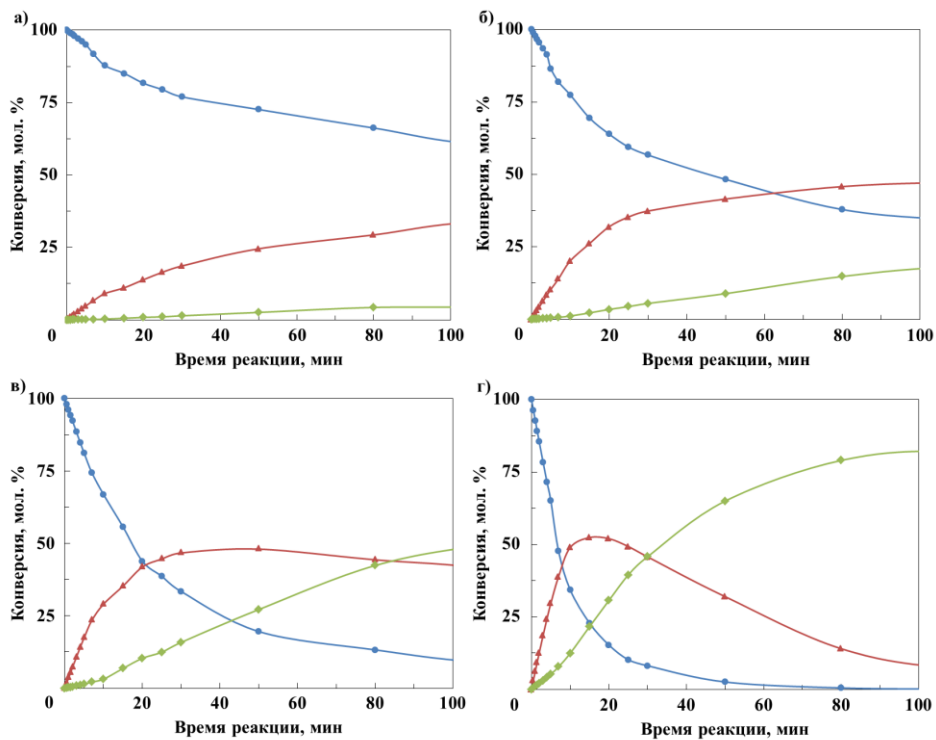 а)
Конверсия, мол. %
100
75
50
25
0
0 20 40 60 80 100
Время реакции, мин
б)
Конверсия, мол. %
100
75
50
25
0
0 20 40 60 80 100
Время реакции, мин
в)
Конверсия, мол. %
100
75
50
25
0
0 20 40 60 80 100
Время реакции, мин
г)
Конверсия, мол. %
100
75
50
25
0
0 20 40 60 80 100
Время реакции, мин